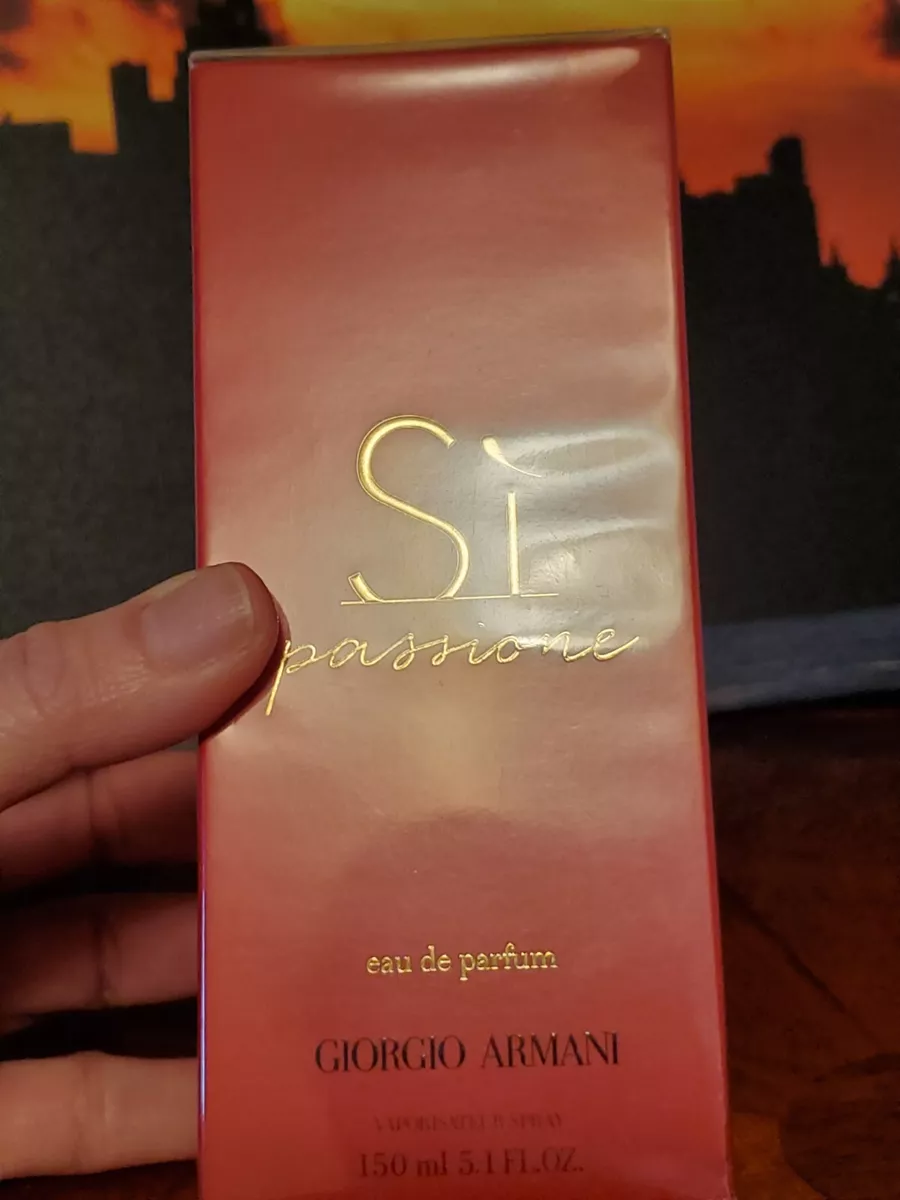 Sì
passione
eau de parfum
GIORGIO ARMANI
VAPORISATEUR SPRAY
150 ml 5.1 FL.OZ.